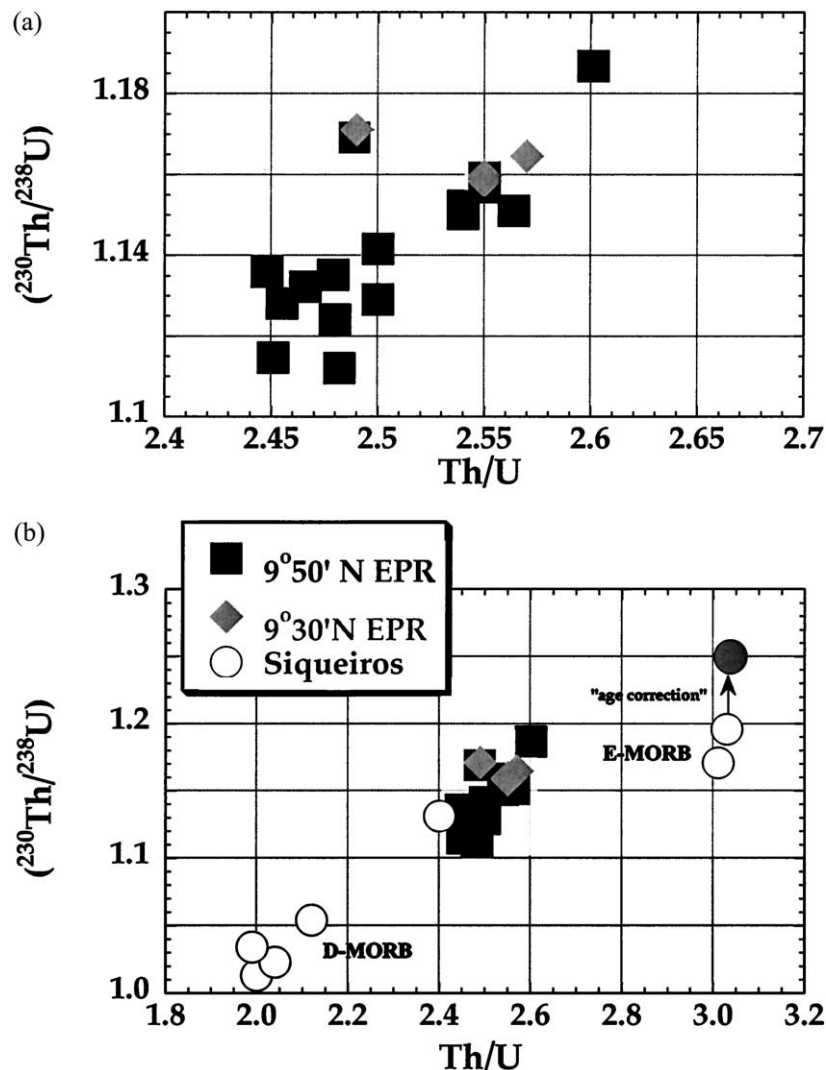 (a)
(²³⁰Th/²³⁸U)
1.18
1.14
1.1
2.4 2.45 2.5 2.55 2.6 2.65 2.7
Th/U
(b)
(²³⁰Th/²³⁸U)
9°50' N EPR
9°30'N EPR
Siqueiros
1.3
1.2
1.1
1.0
"age correction"
E-MORB
D-MORB
1.8 2.0 2.2 2.4 2.6 2.8 3.0 3.2
Th/U